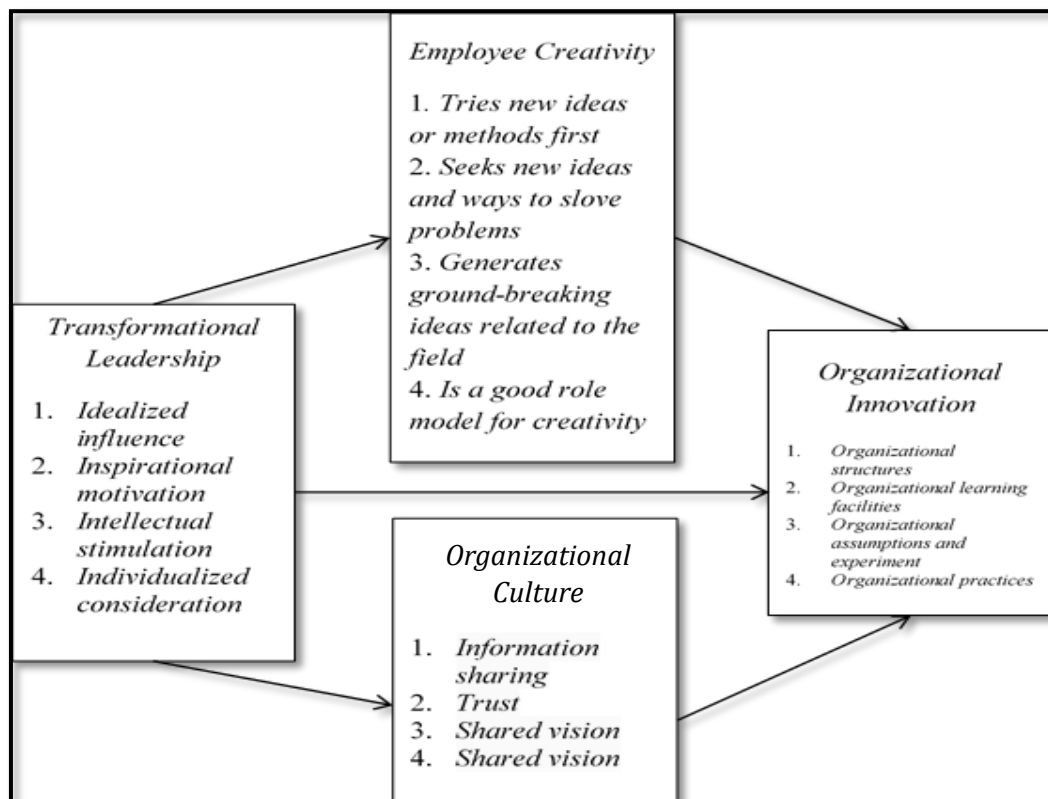 Employee Creativity
1. Tries new ideas
or methods first
2. Seeks new ideas
and ways to slove
problems
3. Generates
ground-breaking
ideas related to the
field
4. Is a good role
model for creativity
Transformational
Leadership
1. Idealized
influence
2. Inspirational
motivation
3. Intellectual
stimulation
4. Individualized
consideration
Organizational
Culture
1. Information
sharing
2. Trust
3. Shared vision
4. Shared vision
Organizational
Innovation
1. Organizational
structures
2. Organizational learning
facilities
3. Organizational
assumptions and
experiment
4. Organizational practices